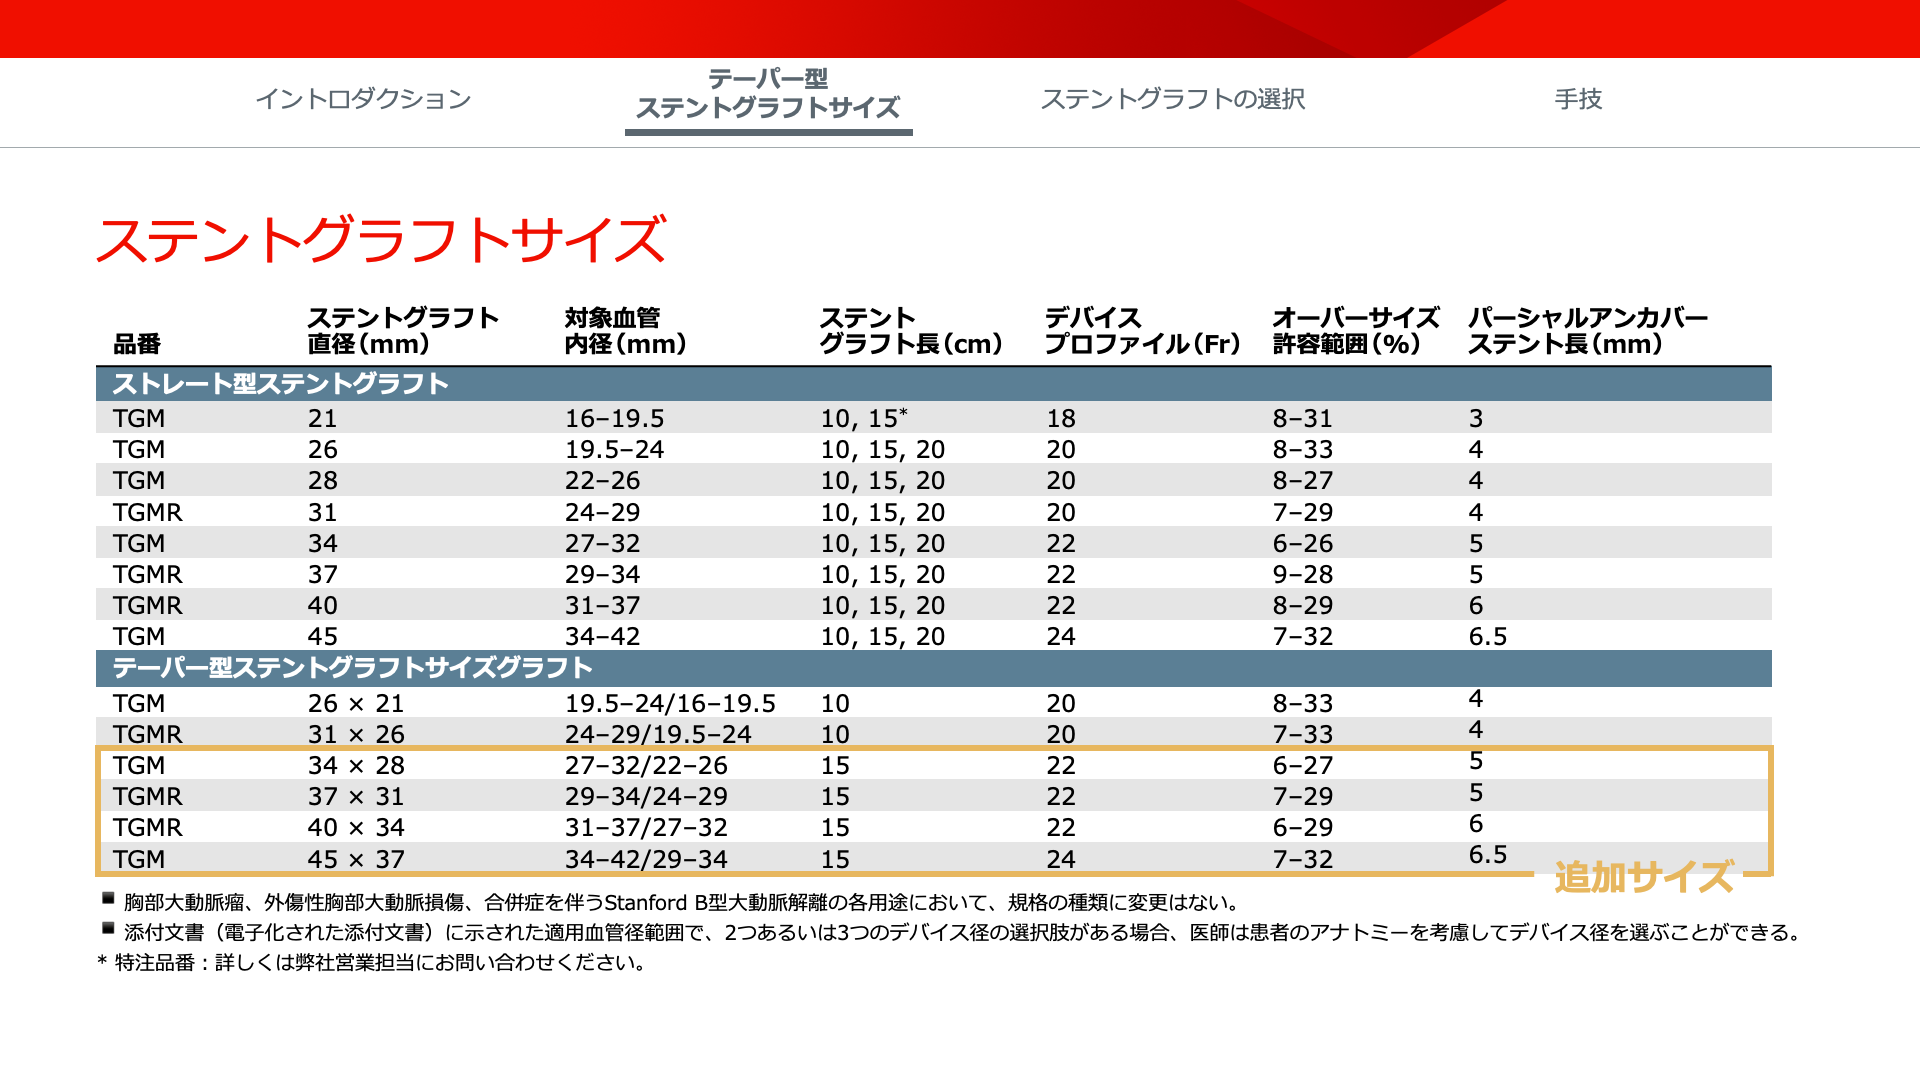 イントロダクション
テーパー型
ステントグラフトサイズ
ステントグラフトの選択
手技
ステントグラフトサイズ
品番 ステントグラフト直径(mm) 対象血管内径(mm) ステントグラフト長(cm) デバイスプロファイル(Fr) オーバーサイズ許容範囲(%) パーシャルアンカバーステント長(mm)
ストレート型ステントグラフト
TGM 21 16–19.5 10, 15* 18 8–31 3
TGM 26 19.5–24 10, 15, 20 20 8–33 4
TGM 28 22–26 10, 15, 20 20 8–27 4
TGMR 31 24–29 10, 15, 20 20 7–29 4
TGM 34 27–32 10, 15, 20 22 6–26 5
TGMR 37 29–34 10, 15, 20 22 9–28 5
TGMR 40 31–37 10, 15, 20 22 8–29 6
TGM 45 34–42 10, 15, 20 24 7–32 6.5
テーパー型ステントグラフトサイズグラフト
TGM 26 × 21 19.5–24/16–19.5 10 20 8–33 4
TGMR 31 × 26 24–29/19.5–24 10 20 7–33 4
TGM 34 × 28 27–32/22–26 15 22 6–27 5
TGMR 37 × 31 29–34/24–29 15 22 7–29 5
TGMR 40 × 34 31–37/27–32 15 22 6–29 6
TGM 45 × 37 34–42/29–34 15 24 7–32 6.5
追加サイズ
■ 胸部大動脈瘤、外傷性胸部大動脈損傷、合併症を伴うStanford B型大動脈解離の各用途において、規格の種類に変更はない。
■ 添付文書（電子化された添付文書）に示された適用血管径範囲で、2つあるいは3つのデバイス径の選択肢がある場合、医師は患者のアナトミーを考慮してデバイス径を選ぶことができる。
* 特注品番：詳しくは弊社営業担当にお問い合わせください。